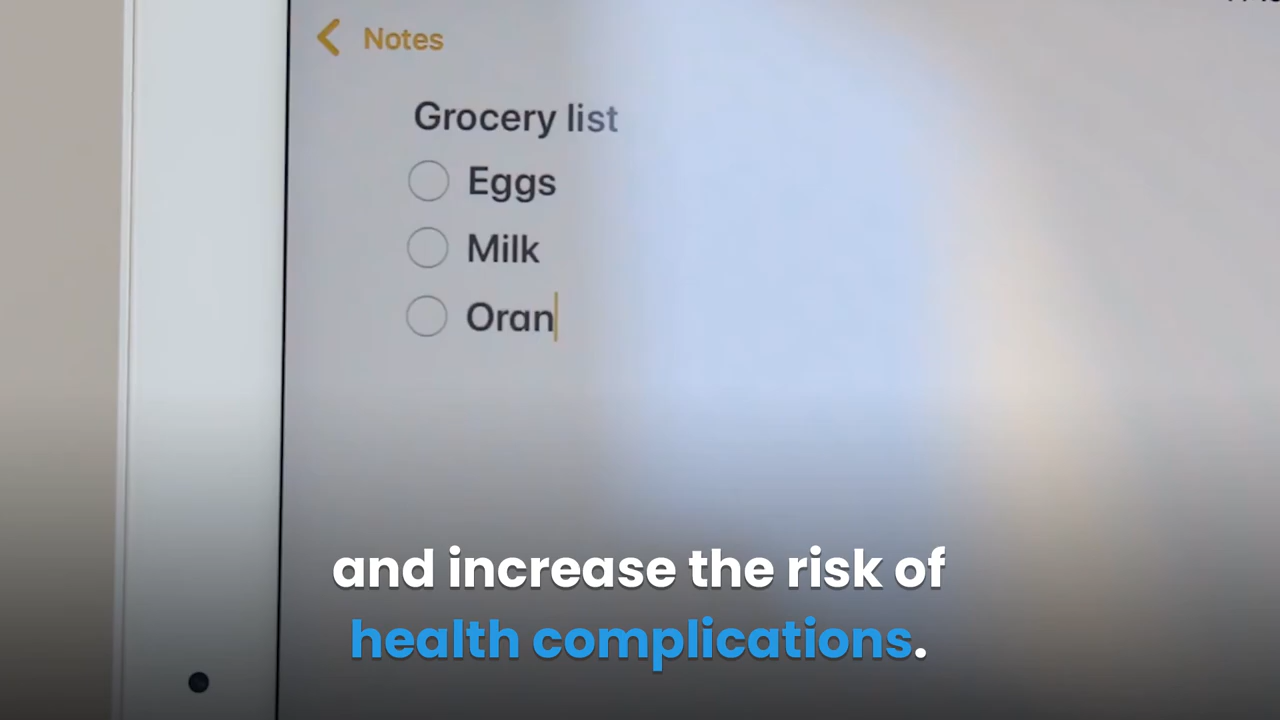 Notes
Grocery list
Eggs
Milk
Oran
and increase the risk of
health complications.